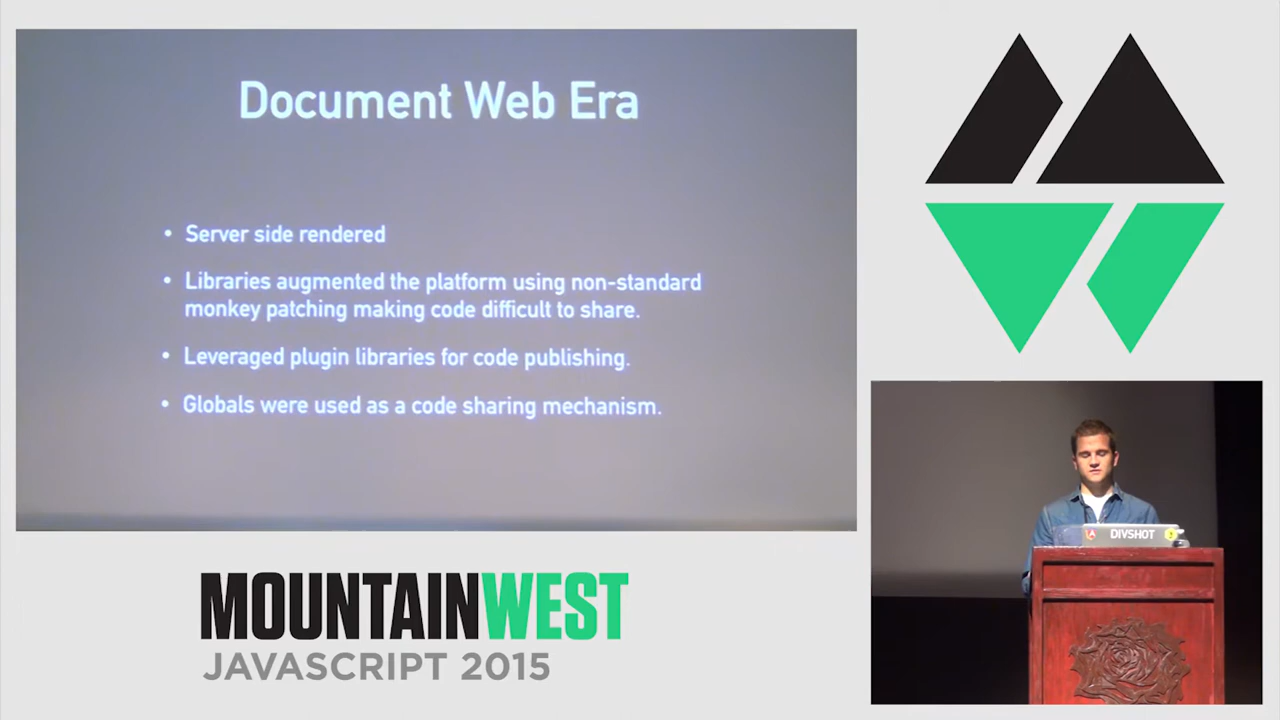 Document Web Era
• Server side rendered
• Libraries augmented the platform using non-standard
monkey patching making code difficult to share.
• Leveraged plugin libraries for code publishing.
• Globals were used as a code sharing mechanism.
MOUNTAINWEST
JAVASCRIPT 2015
DIVSHOT